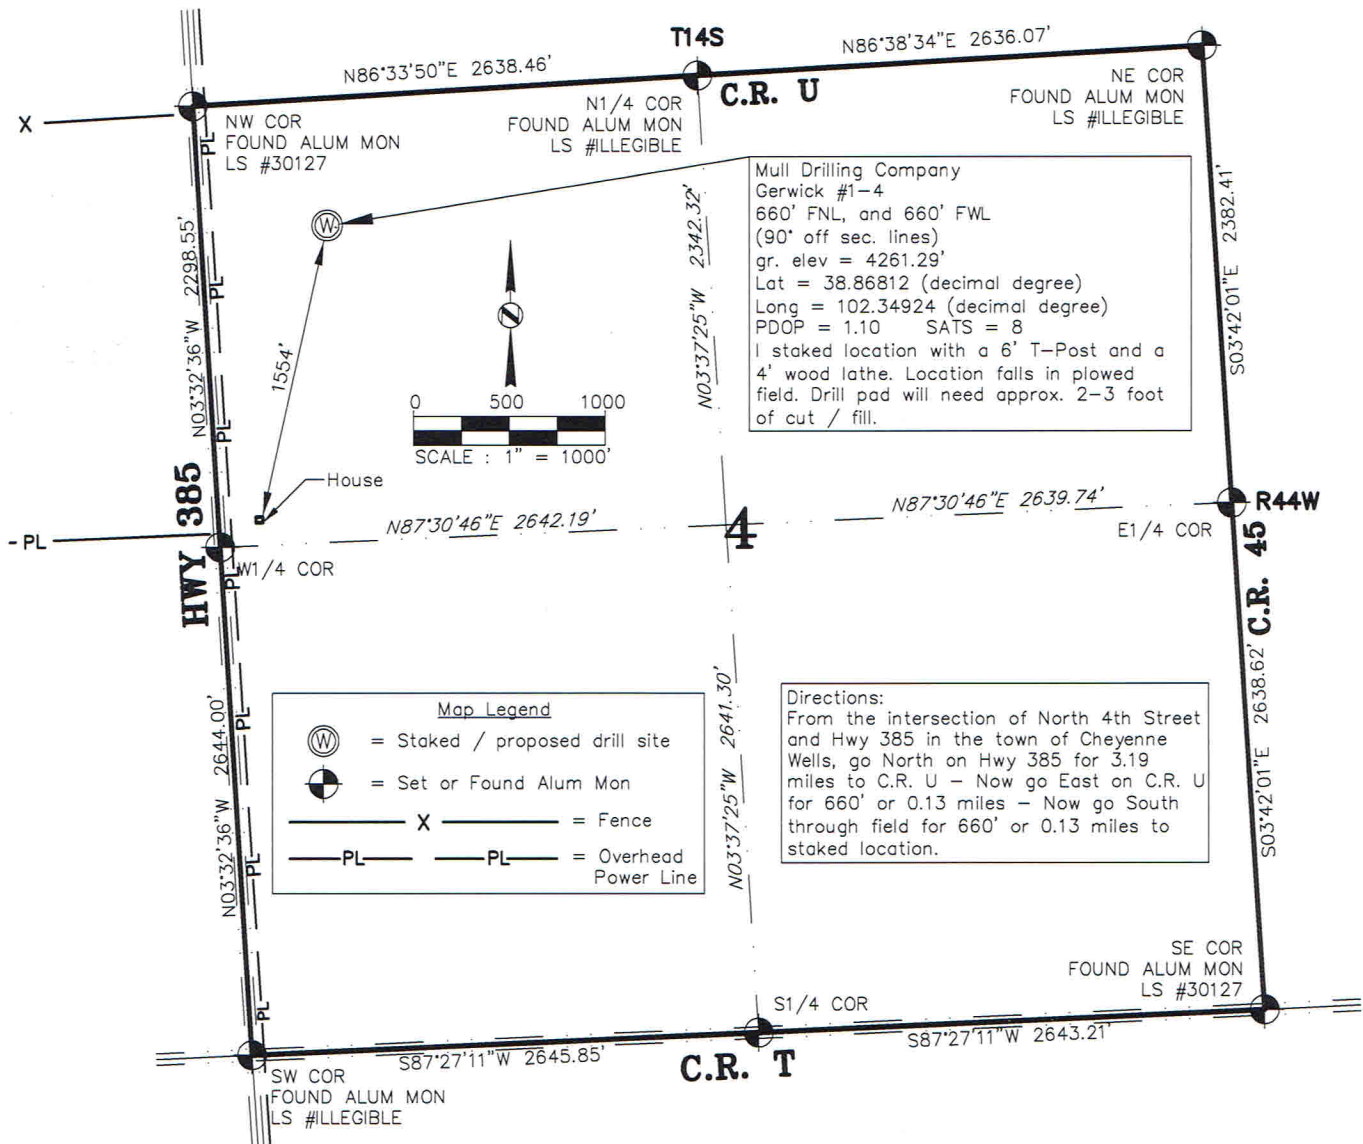 T14S
N86°33'50"E 2638.46'
N86°38'34"E 2636.07'
C.R. U
X
NW COR
FOUND ALUM MON
LS #30127
N1/4 COR
FOUND ALUM MON
LS #ILLEGIBLE
NE COR
FOUND ALUM MON
LS #ILLEGIBLE
PL
W
Mull Drilling Company
Gerwick #1-4
660' FNL, and 660' FWL
(90° off sec. lines)
gr. elev = 4261.29'
Lat = 38.86812 (decimal degree)
Long = 102.34924 (decimal degree)
PDOP = 1.10 SATS = 8
I staked location with a 6' T-Post and a
4' wood lathe. Location falls in plowed
field. Drill pad will need approx. 2-3 foot
of cut / fill.
N03°32'36"W 2298.55'
PL
PL
1554'
N03°37'25"W 2342.32'
S03°42'01"E 2382.41'
0 500 1000
SCALE : 1" = 1000'
House
HWY 385
N87°30'46"E 2642.19'
4
N87°30'46"E 2639.74'
R44W
- PL
W1/4 COR
PL
E1/4 COR
C.R. 45
N03°32'36"W 2644.00'
PL
PL
PL
Map Legend
W = Staked / proposed drill site
= Set or Found Alum Mon
X = Fence
PL PL = Overhead
Power Line
N03°37'25"W 2641.30'
Directions:
From the intersection of North 4th Street
and Hwy 385 in the town of Cheyenne
Wells, go North on Hwy 385 for 3.19
miles to C.R. U - Now go East on C.R. U
for 660' or 0.13 miles - Now go South
through field for 660' or 0.13 miles to
staked location.
S03°42'01"E 2638.62'
SE COR
FOUND ALUM MON
LS #30127
S1/4 COR
S87°27'11"W 2645.85'
S87°27'11"W 2643.21'
C.R. T
SW COR
FOUND ALUM MON
LS #ILLEGIBLE